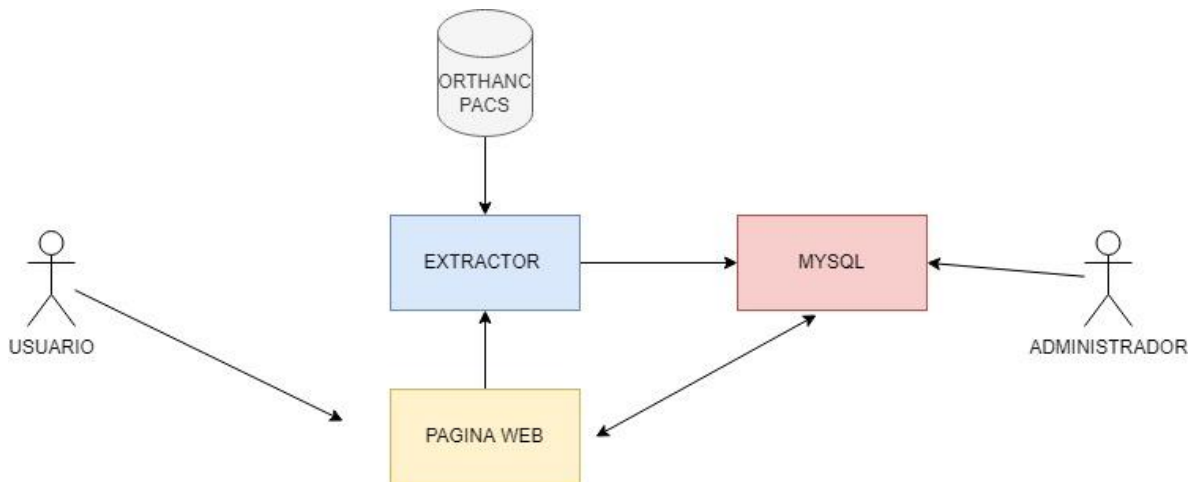 ORTHANC
PACS
EXTRACTOR
MYSQL
USUARIO
ADMINISTRADOR
PAGINA WEB